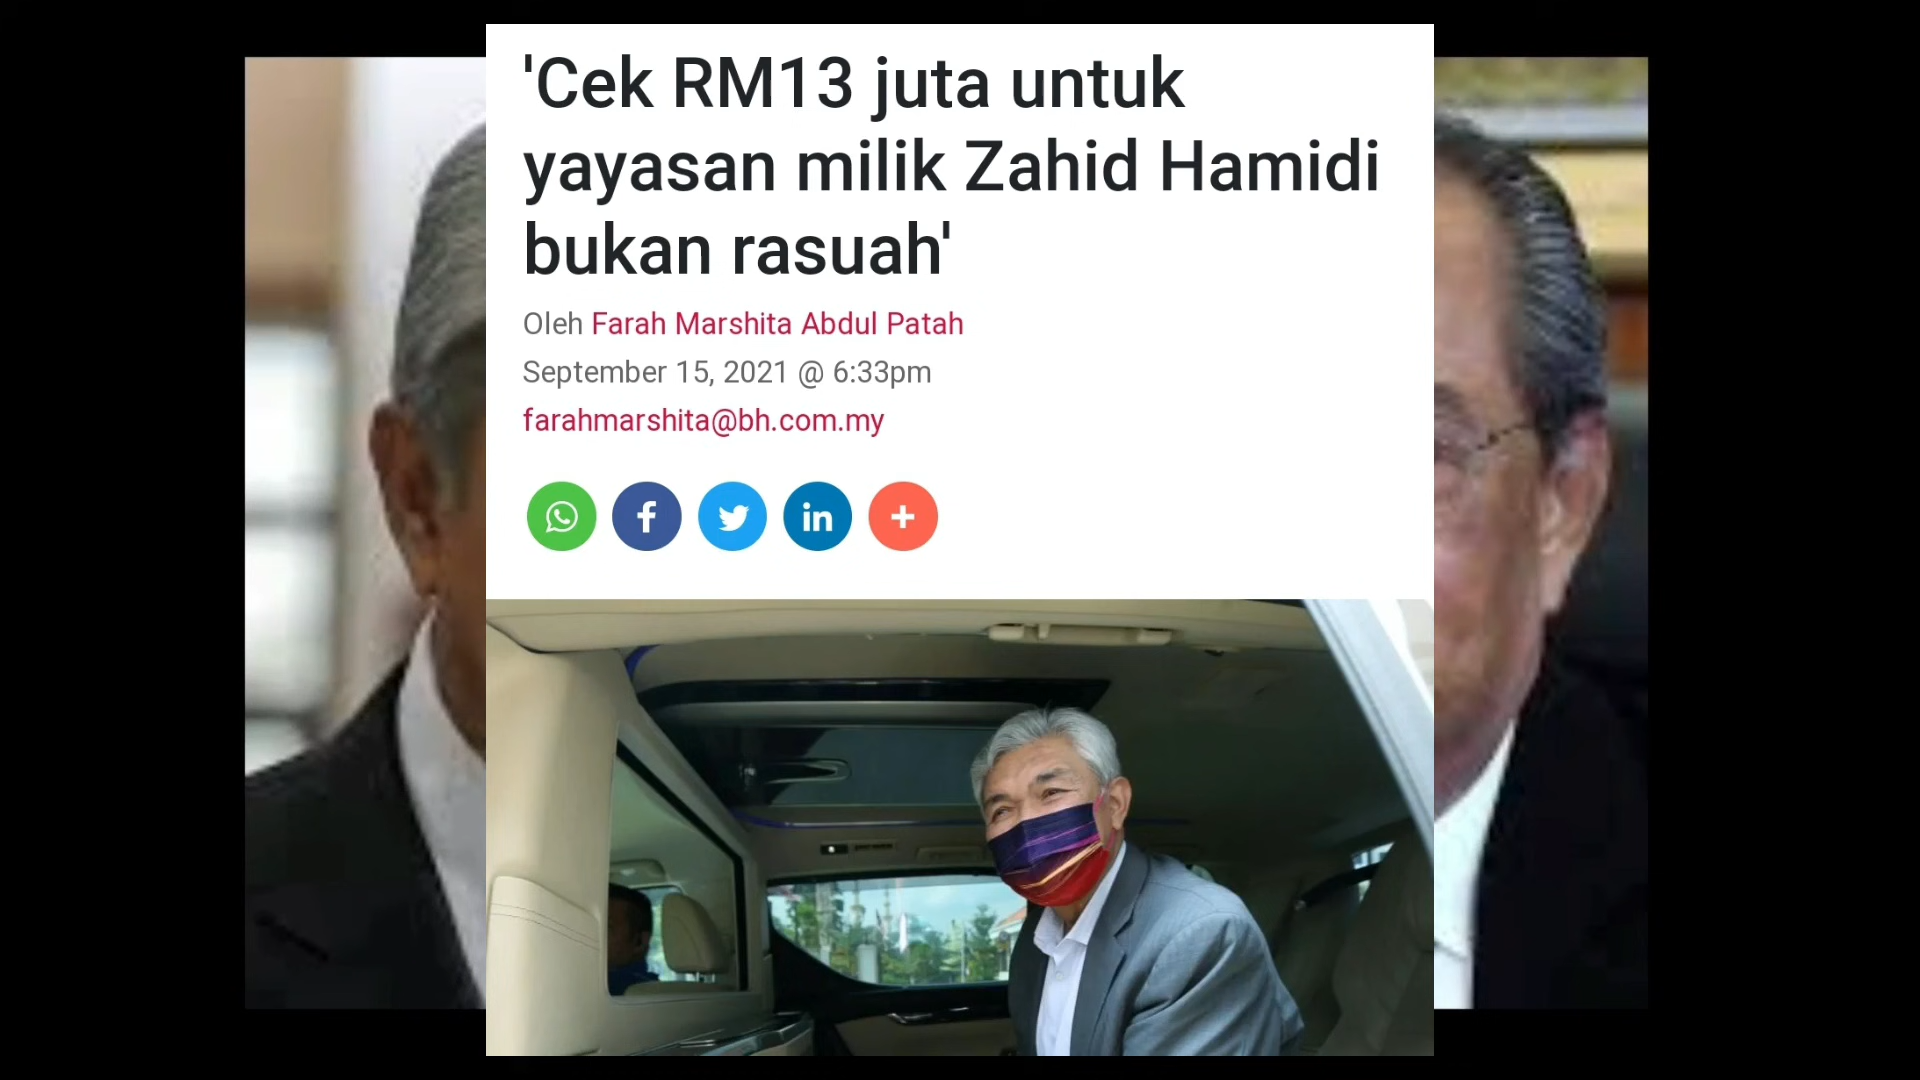 'Cek RM13 juta untuk
yayasan milik Zahid Hamidi
bukan rasuah'
Oleh Farah Marshita Abdul Patah
September 15, 2021 @ 6:33pm
farahmarshita@bh.com.my